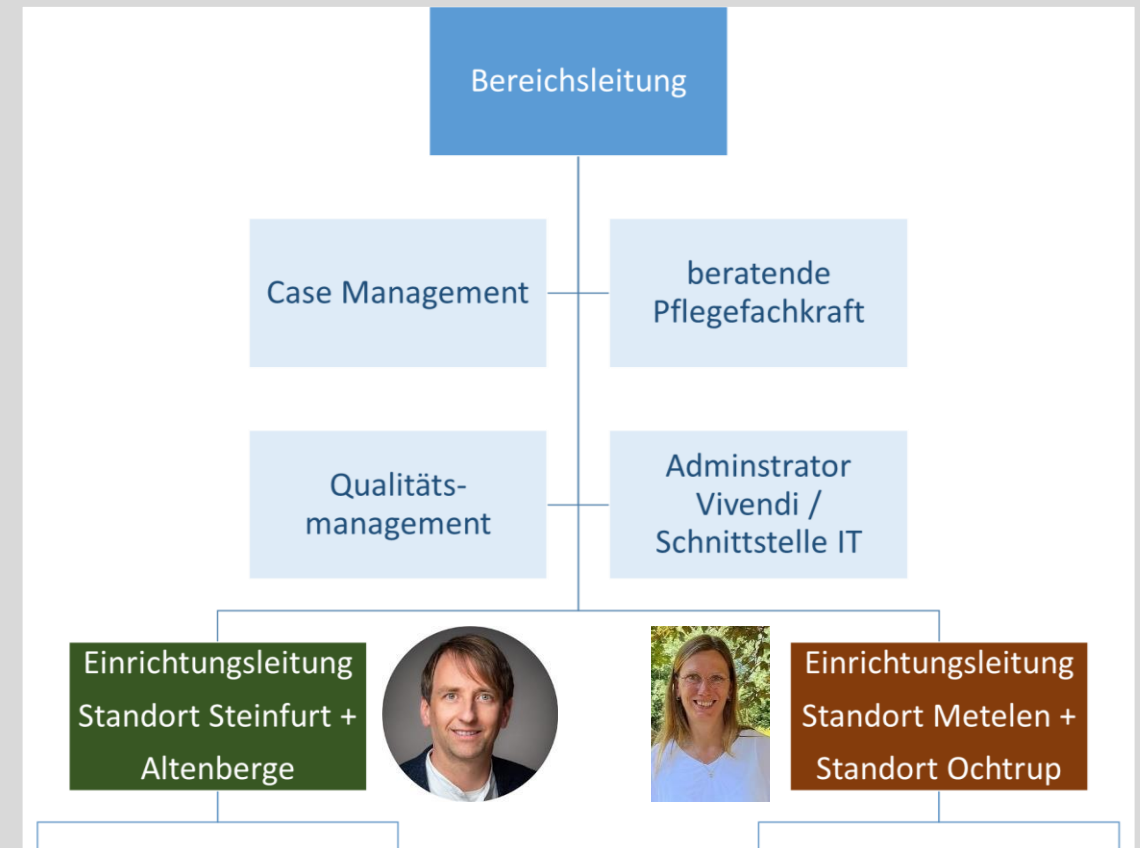 Bereichsleitung
Case Management
beratende
Pflegefachkraft
Qualitäts-
management
Adminstrator
Vivendi /
Schnittstelle IT
Einrichtungsleitung
Standort Steinfurt +
Altenberge
Einrichtungsleitung
Standort Metelen +
Standort Ochtrup